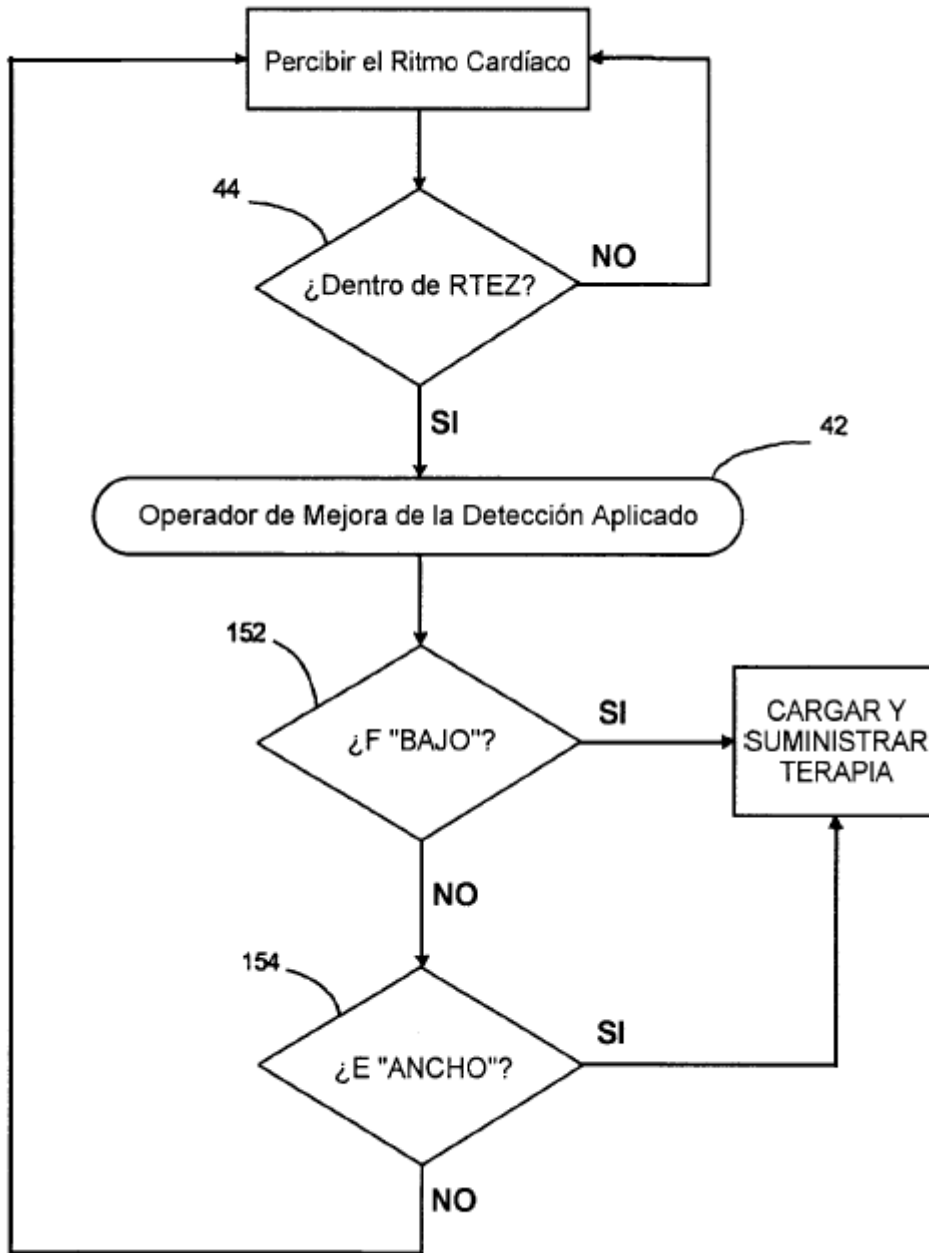 Percibir el Ritmo Cardíaco
44
¿Dentro de RTEZ?
NO
SI
42
Operador de Mejora de la Detección Aplicado
152
¿F "BAJO"?
SI
CARGAR Y
SUMINISTRAR
TERAPIA
NO
154
¿E "ANCHO"?
SI
NO